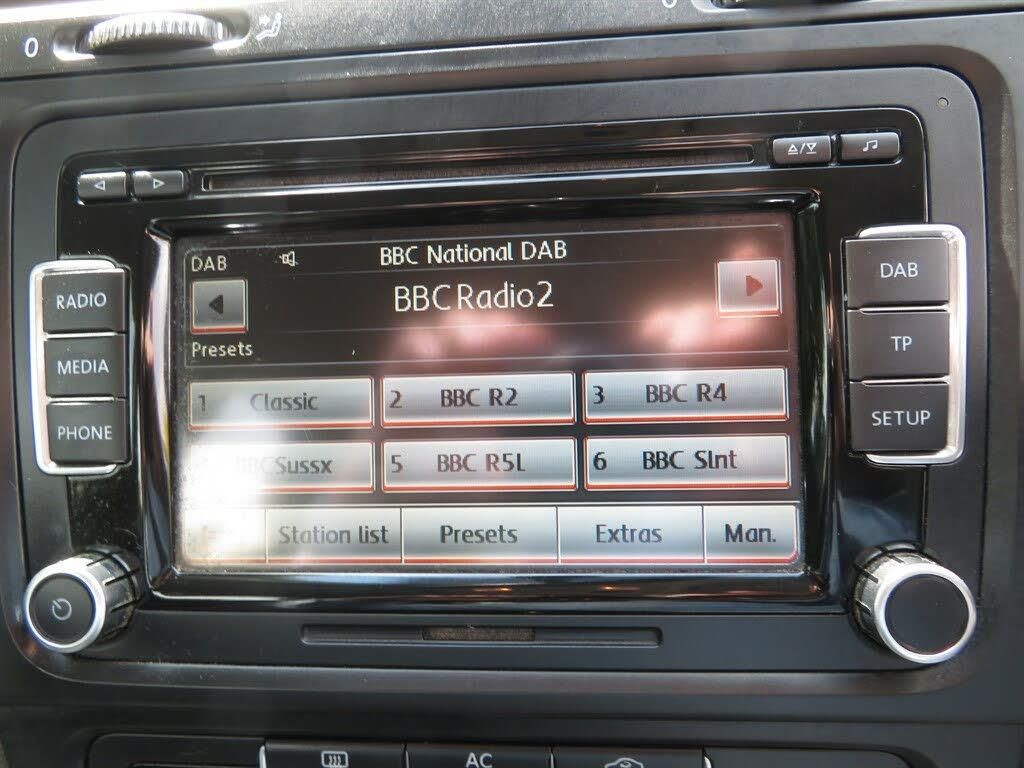 0
DAB BBC National DAB
BBC Radio2
Presets
1 Classic 2 BBC R2 3 BBC R4
BBCSussx 5 BBC R5L 6 BBC Slnt
Station list Presets Extras Man.
RADIO
MEDIA
PHONE
DAB
TP
SETUP
AC